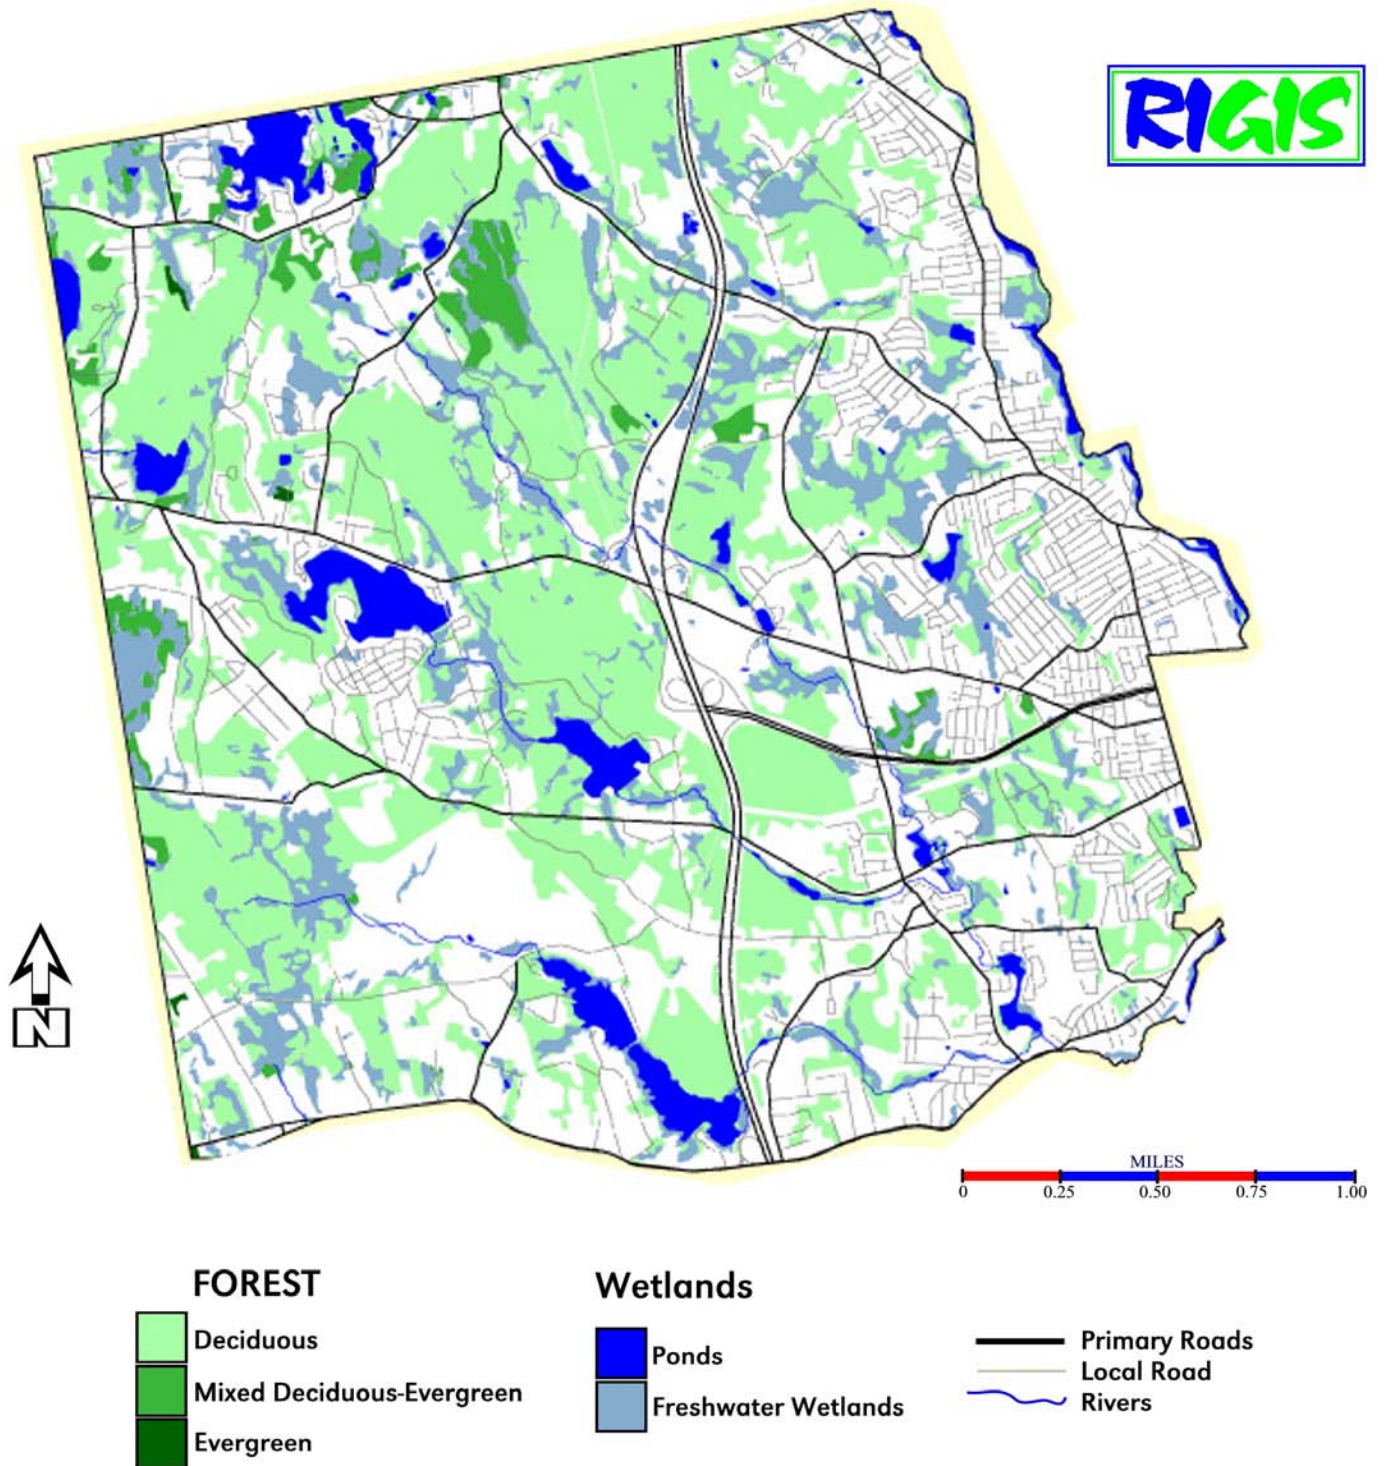 RIGIS
N
MILES
0 0.25 0.50 0.75 1.00
FOREST
Deciduous
Mixed Deciduous-Evergreen
Evergreen
Wetlands
Ponds
Freshwater Wetlands
Primary Roads
Local Road
Rivers